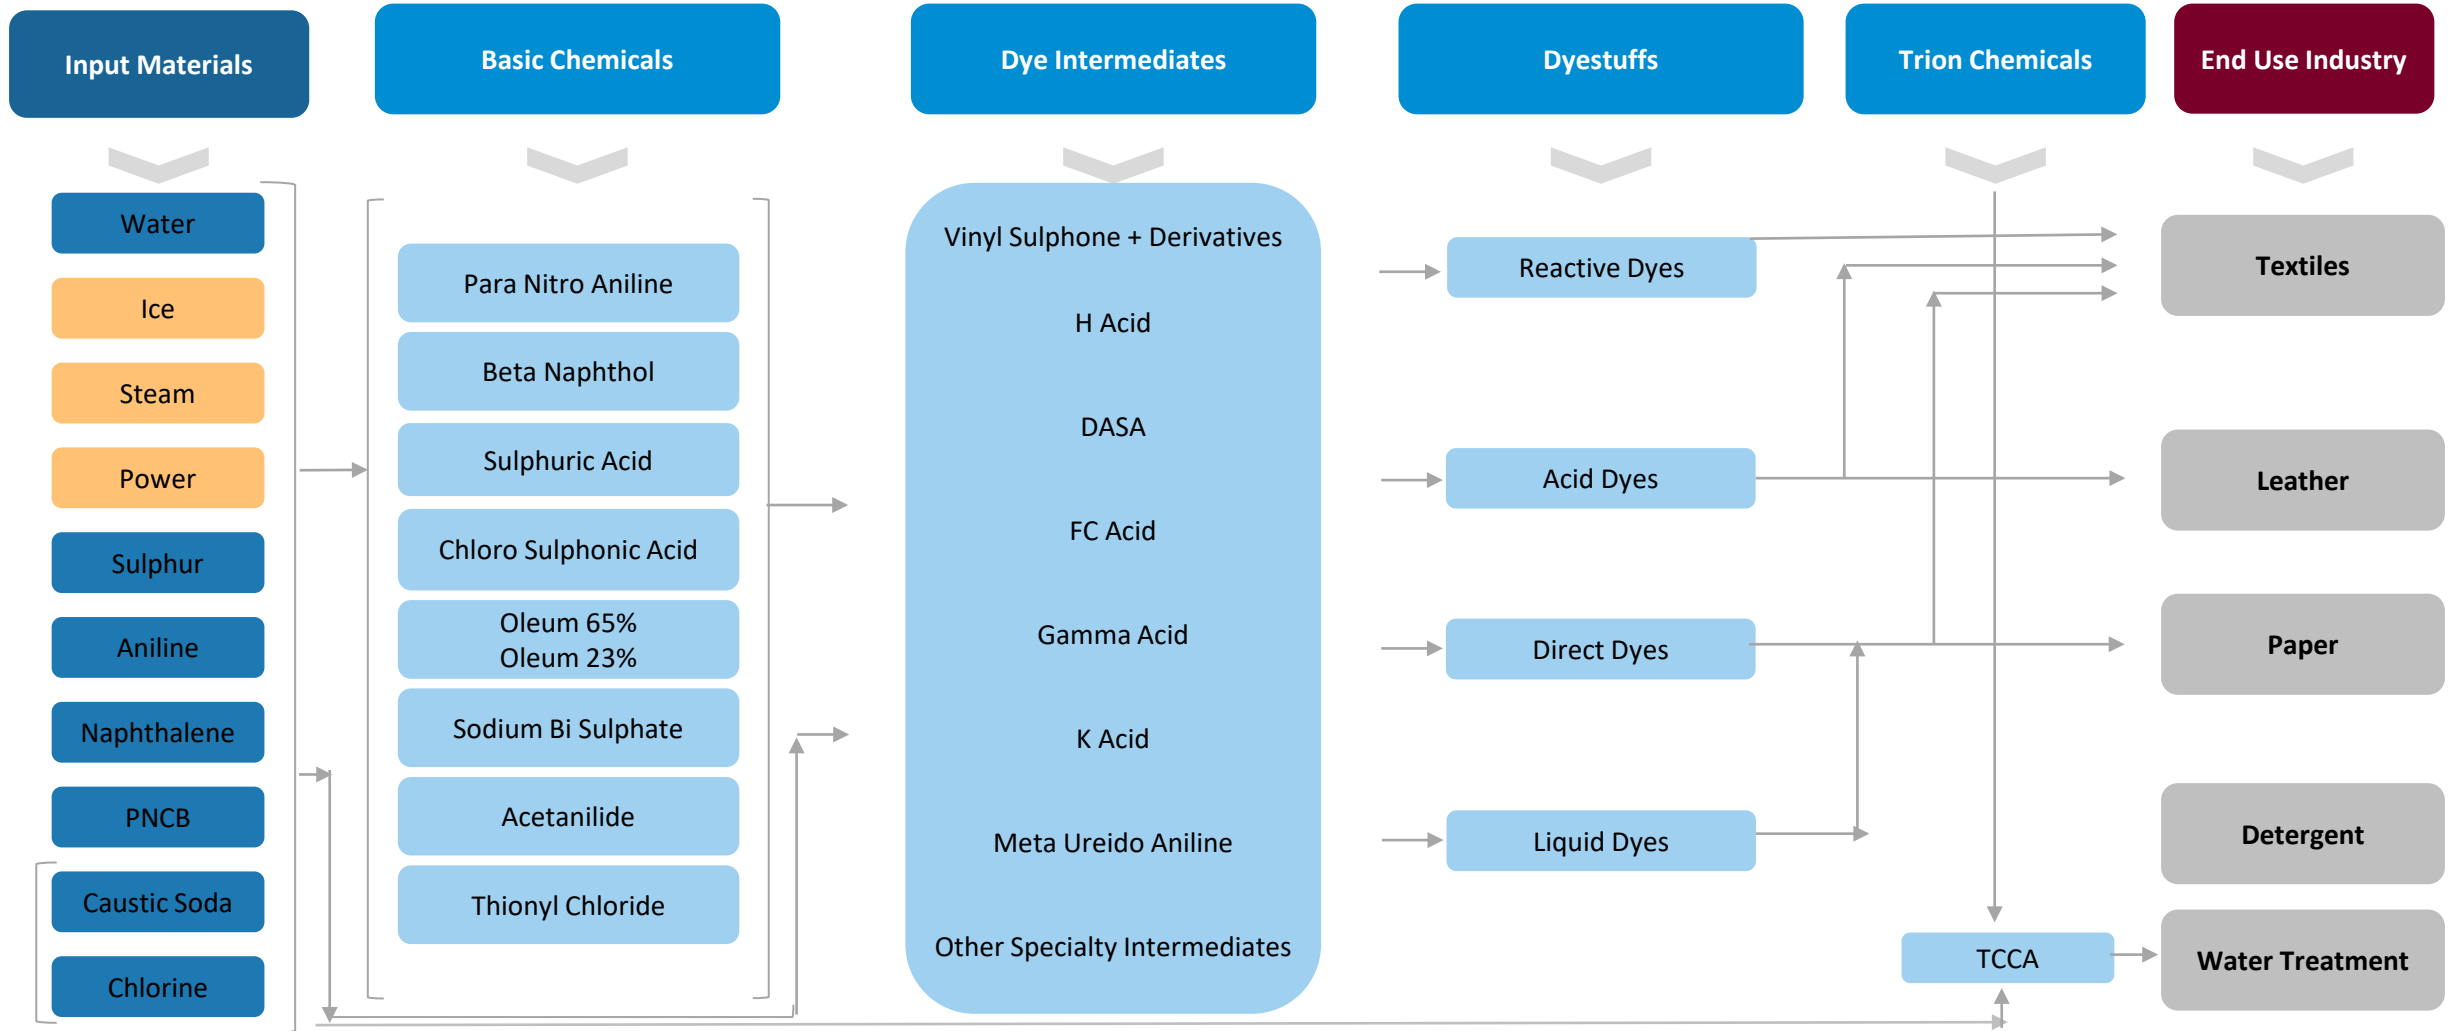 Input Materials
Basic Chemicals
Dye Intermediates
Dyestuffs
Trion Chemicals
End Use Industry
Water
Ice
Steam
Power
Sulphur
Aniline
Naphthalene
PNCB
Caustic Soda
Chlorine
Para Nitro Aniline
Beta Naphthol
Sulphuric Acid
Chloro Sulphonic Acid
Oleum 65%
Oleum 23%
Sodium Bi Sulphate
Acetanilide
Thionyl Chloride
Vinyl Sulphone + Derivatives
H Acid
DASA
FC Acid
Gamma Acid
K Acid
Meta Ureido Aniline
Other Specialty Intermediates
Reactive Dyes
Acid Dyes
Direct Dyes
Liquid Dyes
TCCA
Textiles
Leather
Paper
Detergent
Water Treatment